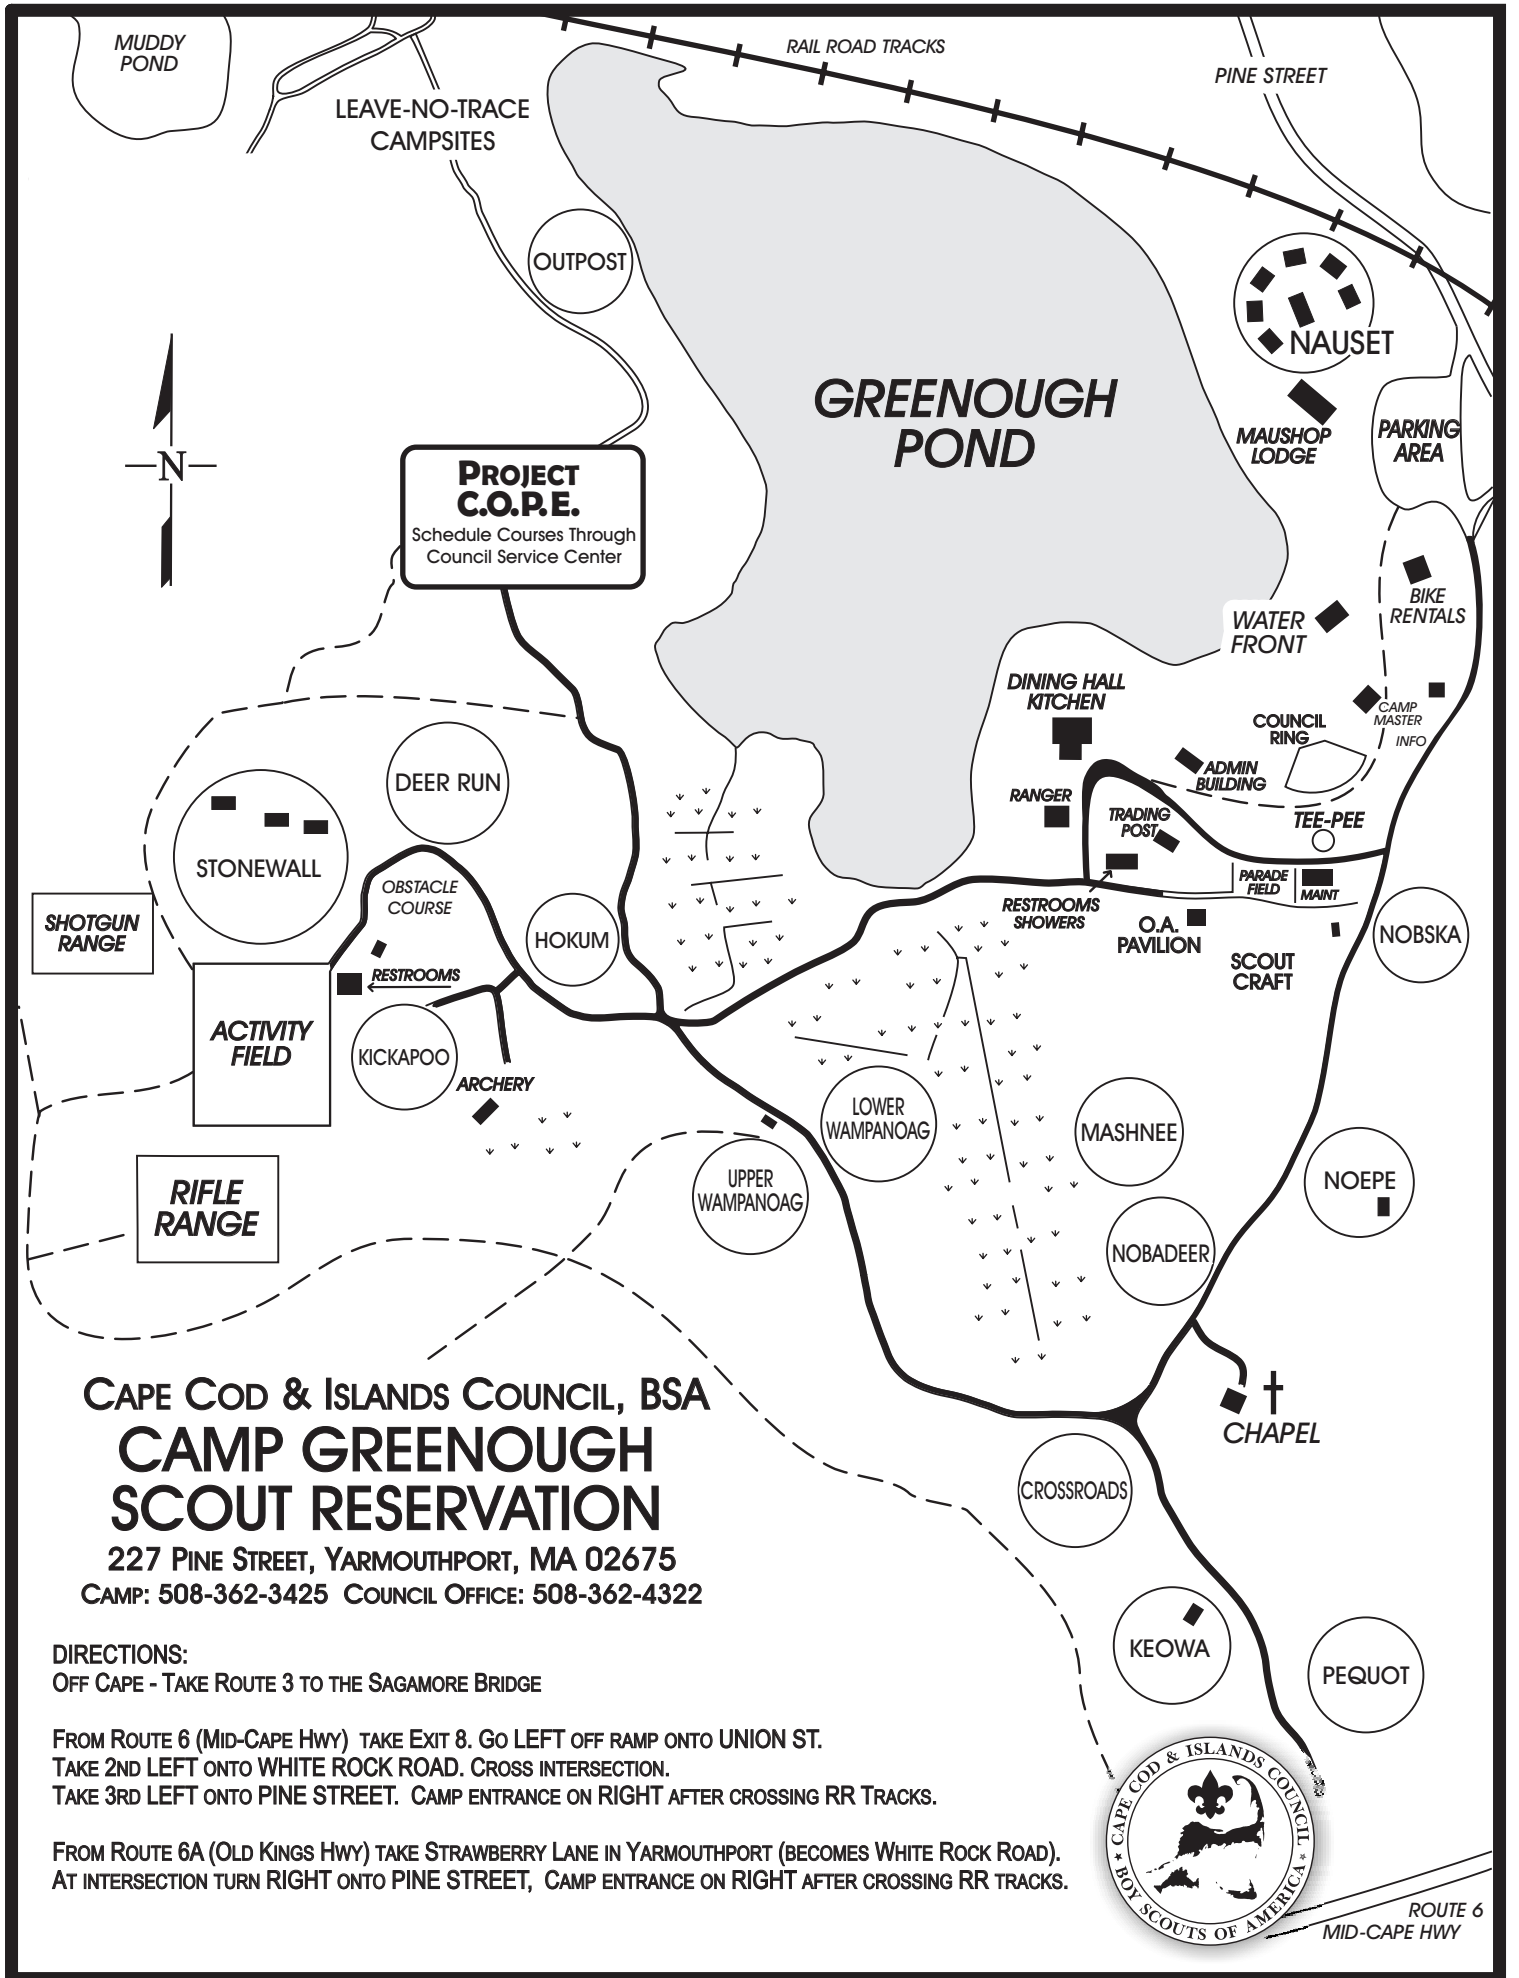 MUDDY
POND
RAIL ROAD TRACKS
PINE STREET
LEAVE-NO-TRACE
CAMPSITES
OUTPOST
NAUSET
GREENOUGH
POND
MAUSHOP
LODGE
PARKING
AREA
N
PROJECT
C.O.P.E.
Schedule Courses Through
Council Service Center
BIKE
RENTALS
WATER
FRONT
DINING HALL
KITCHEN
CAMP
MASTER
INFO
COUNCIL
RING
ADMIN
BUILDING
DEER RUN
RANGER
TRADING
POST
TEE-PEE
STONEWALL
OBSTACLE
COURSE
PARADE
FIELD
MAINT
RESTROOMS
SHOWERS
SHOTGUN
RANGE
HOKUM
O.A.
PAVILION
NOBSKA
SCOUT
CRAFT
RESTROOMS
ACTIVITY
FIELD
KICKAPOO
ARCHERY
LOWER
WAMPANOAG
MASHNEE
RIFLE
RANGE
UPPER
WAMPANOAG
NOEPE
NOBADEER
CHAPEL
CAPE COD & ISLANDS COUNCIL, BSA
CAMP GREENOUGH
SCOUT RESERVATION
227 PINE STREET, YARMOUTHPORT, MA 02675
CAMP: 508-362-3425 COUNCIL OFFICE: 508-362-4322
CROSSROADS
KEOWA
PEQUOT
DIRECTIONS:
OFF CAPE - TAKE ROUTE 3 TO THE SAGAMORE BRIDGE
FROM ROUTE 6 (MID-CAPE HWY) TAKE EXIT 8. GO LEFT OFF RAMP ONTO UNION ST.
TAKE 2ND LEFT ONTO WHITE ROCK ROAD. CROSS INTERSECTION.
TAKE 3RD LEFT ONTO PINE STREET. CAMP ENTRANCE ON RIGHT AFTER CROSSING RR TRACKS.
FROM ROUTE 6A (OLD KINGS HWY) TAKE STRAWBERRY LANE IN YARMOUTHPORT (BECOMES WHITE ROCK ROAD).
AT INTERSECTION TURN RIGHT ONTO PINE STREET, CAMP ENTRANCE ON RIGHT AFTER CROSSING RR TRACKS.
CAPE COD & ISLANDS COUNCIL
BOY SCOUTS OF AMERICA
ROUTE 6
MID-CAPE HWY